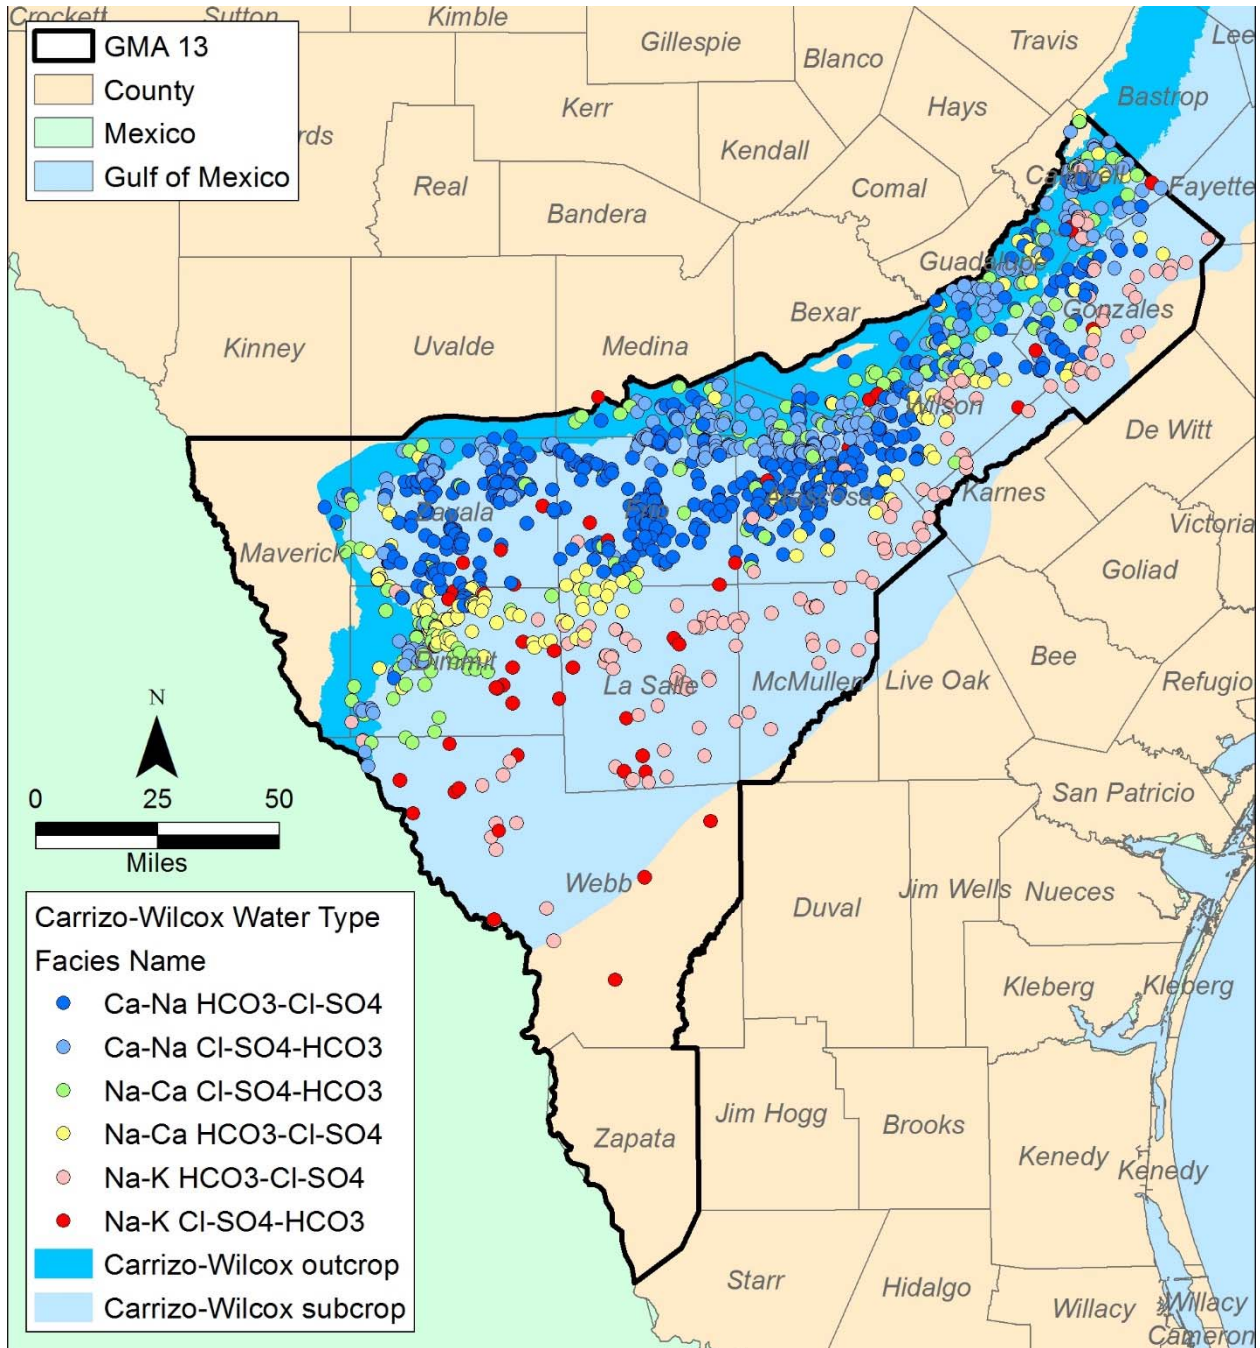 Crockett
Sutton
Kimble
Gillespie
Blanco
Travis
Lee
GMA 13
County
Mexico
Gulf of Mexico
rds
Kerr
Hays
Bastrop
Real
Kendall
Comal
Caldwell
Fayette
Bandera
Guadalupe
Gonzales
Kinney
Uvalde
Medina
Bexar
Wilson
De Witt
Zavala
Frio
Atascosa
Karnes
Victoria
Maverick
Goliad
Dimmit
La Salle
McMullen
Live Oak
Bee
Refugio
N
0 25 50
Miles
San Patricio
Webb
Duval
Jim Wells
Nueces
Kleberg
Kleberg
Zapata
Jim Hogg
Brooks
Kenedy
Kenedy
Starr
Hidalgo
Willacy
Willacy
Cameron
Carrizo-Wilcox Water Type
Facies Name
Ca-Na HCO3-Cl-SO4
Ca-Na Cl-SO4-HCO3
Na-Ca Cl-SO4-HCO3
Na-Ca HCO3-Cl-SO4
Na-K HCO3-Cl-SO4
Na-K Cl-SO4-HCO3
Carrizo-Wilcox outcrop
Carrizo-Wilcox subcrop